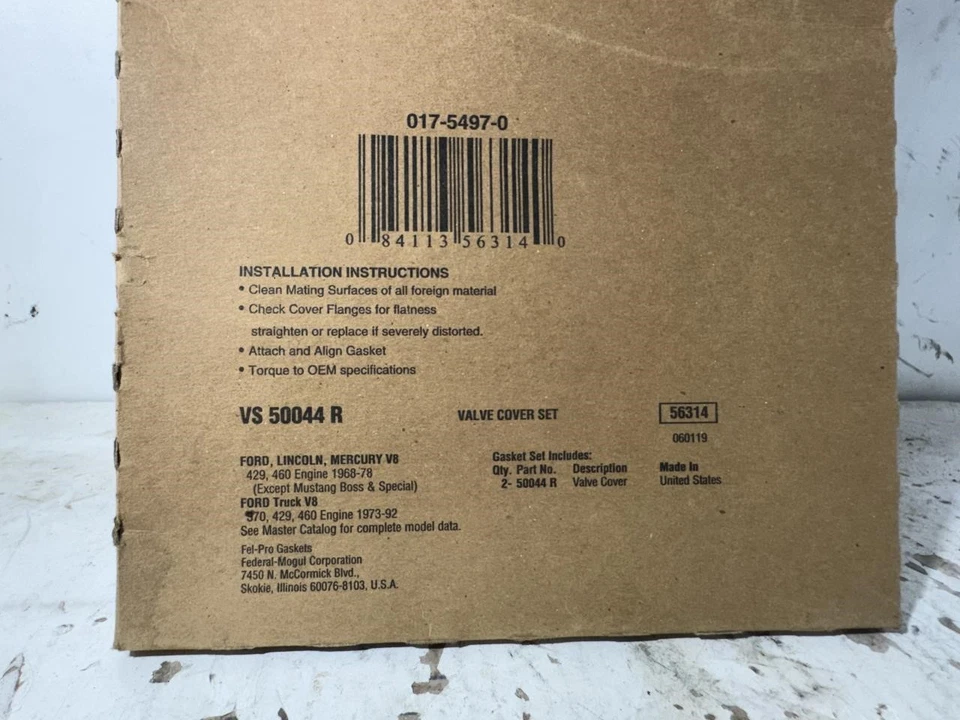 017-5497-0
0 84113 56314 0
INSTALLATION INSTRUCTIONS
• Clean Mating Surfaces of all foreign material
• Check Cover Flanges for flatness
straighten or replace if severely distorted.
• Attach and Align Gasket
• Torque to OEM specifications
VS 50044 R VALVE COVER SET 56314
060119
FORD, LINCOLN, MERCURY V8
429, 460 Engine 1968-78
(Except Mustang Boss & Special)
FORD Truck V8
370, 429, 460 Engine 1973-92
See Master Catalog for complete model data.
Gasket Set Includes:
Qty. Part No. Description
2- 50044 R Valve Cover
Made In
United States
Fel-Pro Gaskets
Federal-Mogul Corporation
7450 N. McCormick Blvd.,
Skokie, Illinois 60076-8103, U.S.A.